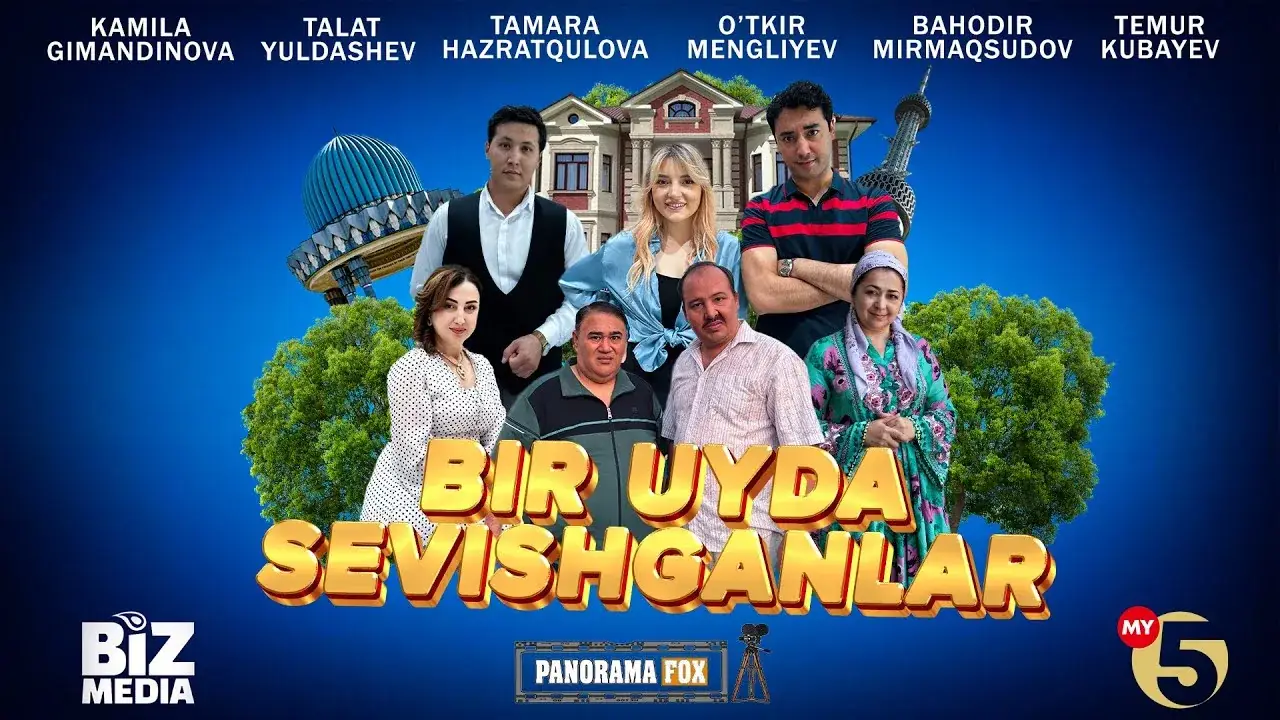 KAMILA
GIMANDINOVA
TALAT
YULDASHEV
TAMARA
HAZRATQULOVA
O'TKIR
MENGLIYEV
BAHODIR
MIRMAQSUDOV
TEMUR
KUBAYEV
BIR UYDA
SEVISHGANLAR
BIZ
MEDIA
PANORAMA FOX
MY
5